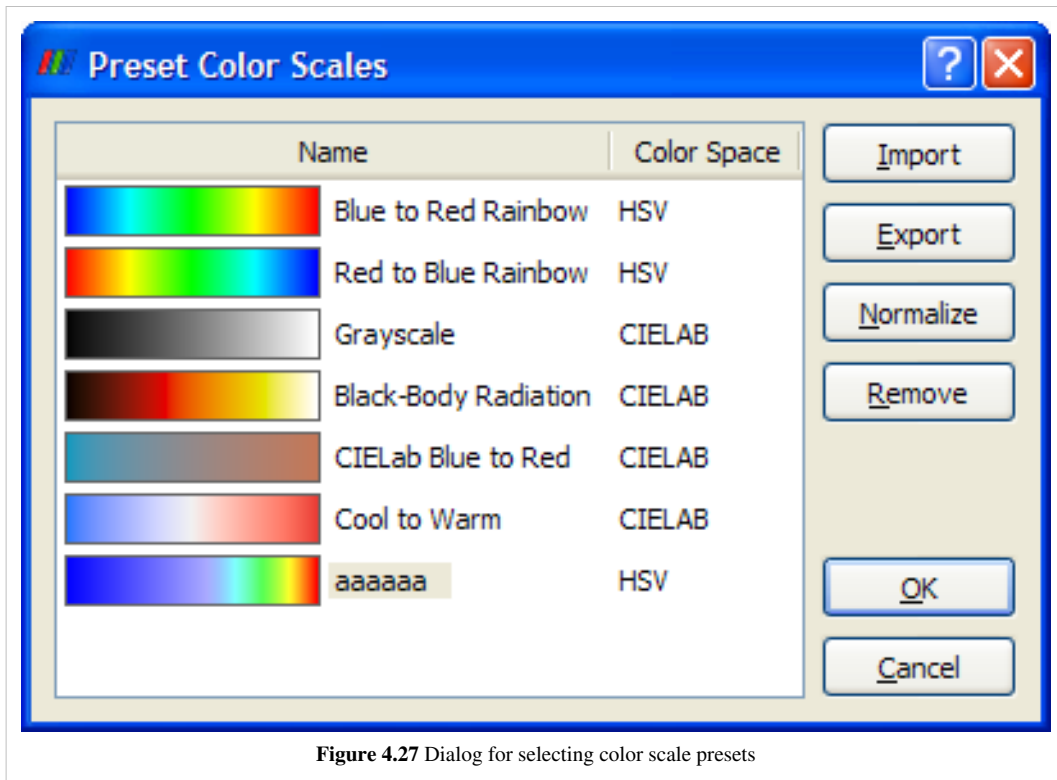 Preset Color Scales
?
Name Color Space
Blue to Red Rainbow HSV
Red to Blue Rainbow HSV
Grayscale CIELAB
Black-Body Radiation CIELAB
CIELab Blue to Red CIELAB
Cool to Warm CIELAB
aaaaaa HSV
Import
Export
Normalize
Remove
OK
Cancel
Figure 4.27 Dialog for selecting color scale presets